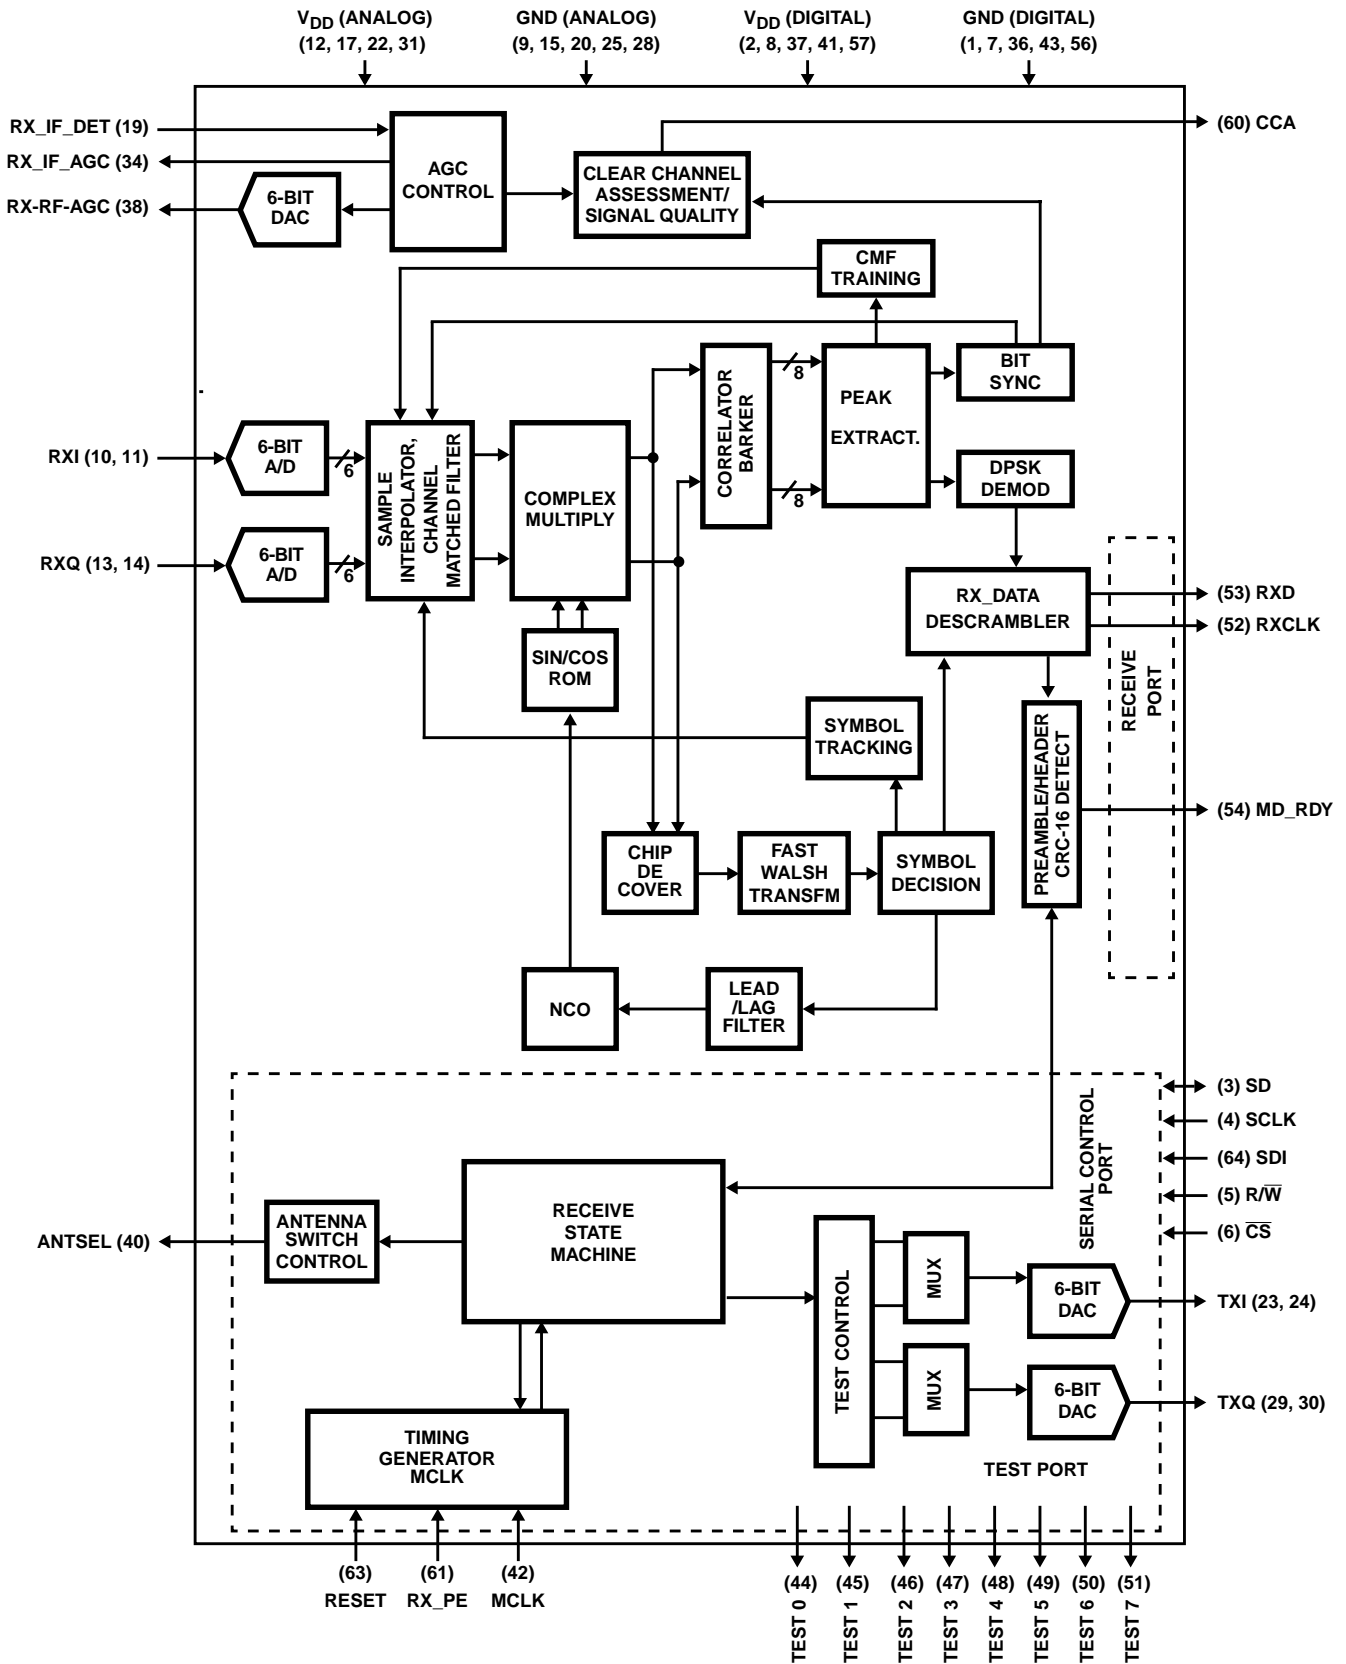 V_DD (ANALOG)
(12, 17, 22, 31)
GND (ANALOG)
(9, 15, 20, 25, 28)
V_DD (DIGITAL)
(2, 8, 37, 41, 57)
GND (DIGITAL)
(1, 7, 36, 43, 56)
RX_IF_DET (19)
RX_IF_AGC (34)
RX-RF-AGC (38)
6-BIT
DAC
AGC
CONTROL
CLEAR CHANNEL
ASSESSMENT/
SIGNAL QUALITY
(60) CCA
CMF
TRAINING
RXI (10, 11)
6-BIT
A/D
6
RXQ (13, 14)
6-BIT
A/D
6
SAMPLE
INTERPOLATOR,
CHANNEL
MATCHED FILTER
COMPLEX
MULTIPLY
CORRELATOR
BARKER
8
8
PEAK
EXTRACT.
BIT
SYNC
DPSK
DEMOD
RX_DATA
DESCRAMBLER
(53) RXD
(52) RXCLK
RECEIVE
PORT
SIN/COS
ROM
SYMBOL
TRACKING
PREAMBLE/HEADER
CRC-16 DETECT
(54) MD_RDY
CHIP
DE
COVER
FAST
WALSH
TRANSFM
SYMBOL
DECISION
NCO
LEAD
/LAG
FILTER
(3) SD
(4) SCLK
(64) SDI
(5) R/W̅
(6) C̅S̅
SERIAL CONTROL
PORT
ANTSEL (40)
ANTENNA
SWITCH
CONTROL
RECEIVE
STATE
MACHINE
TEST CONTROL
MUX
6-BIT
DAC
TXI (23, 24)
MUX
6-BIT
DAC
TXQ (29, 30)
TIMING
GENERATOR
MCLK
TEST PORT
(63)
RESET
(61)
RX_PE
(42)
MCLK
(44)
TEST 0
(45)
TEST 1
(46)
TEST 2
(47)
TEST 3
(48)
TEST 4
(49)
TEST 5
(50)
TEST 6
(51)
TEST 7